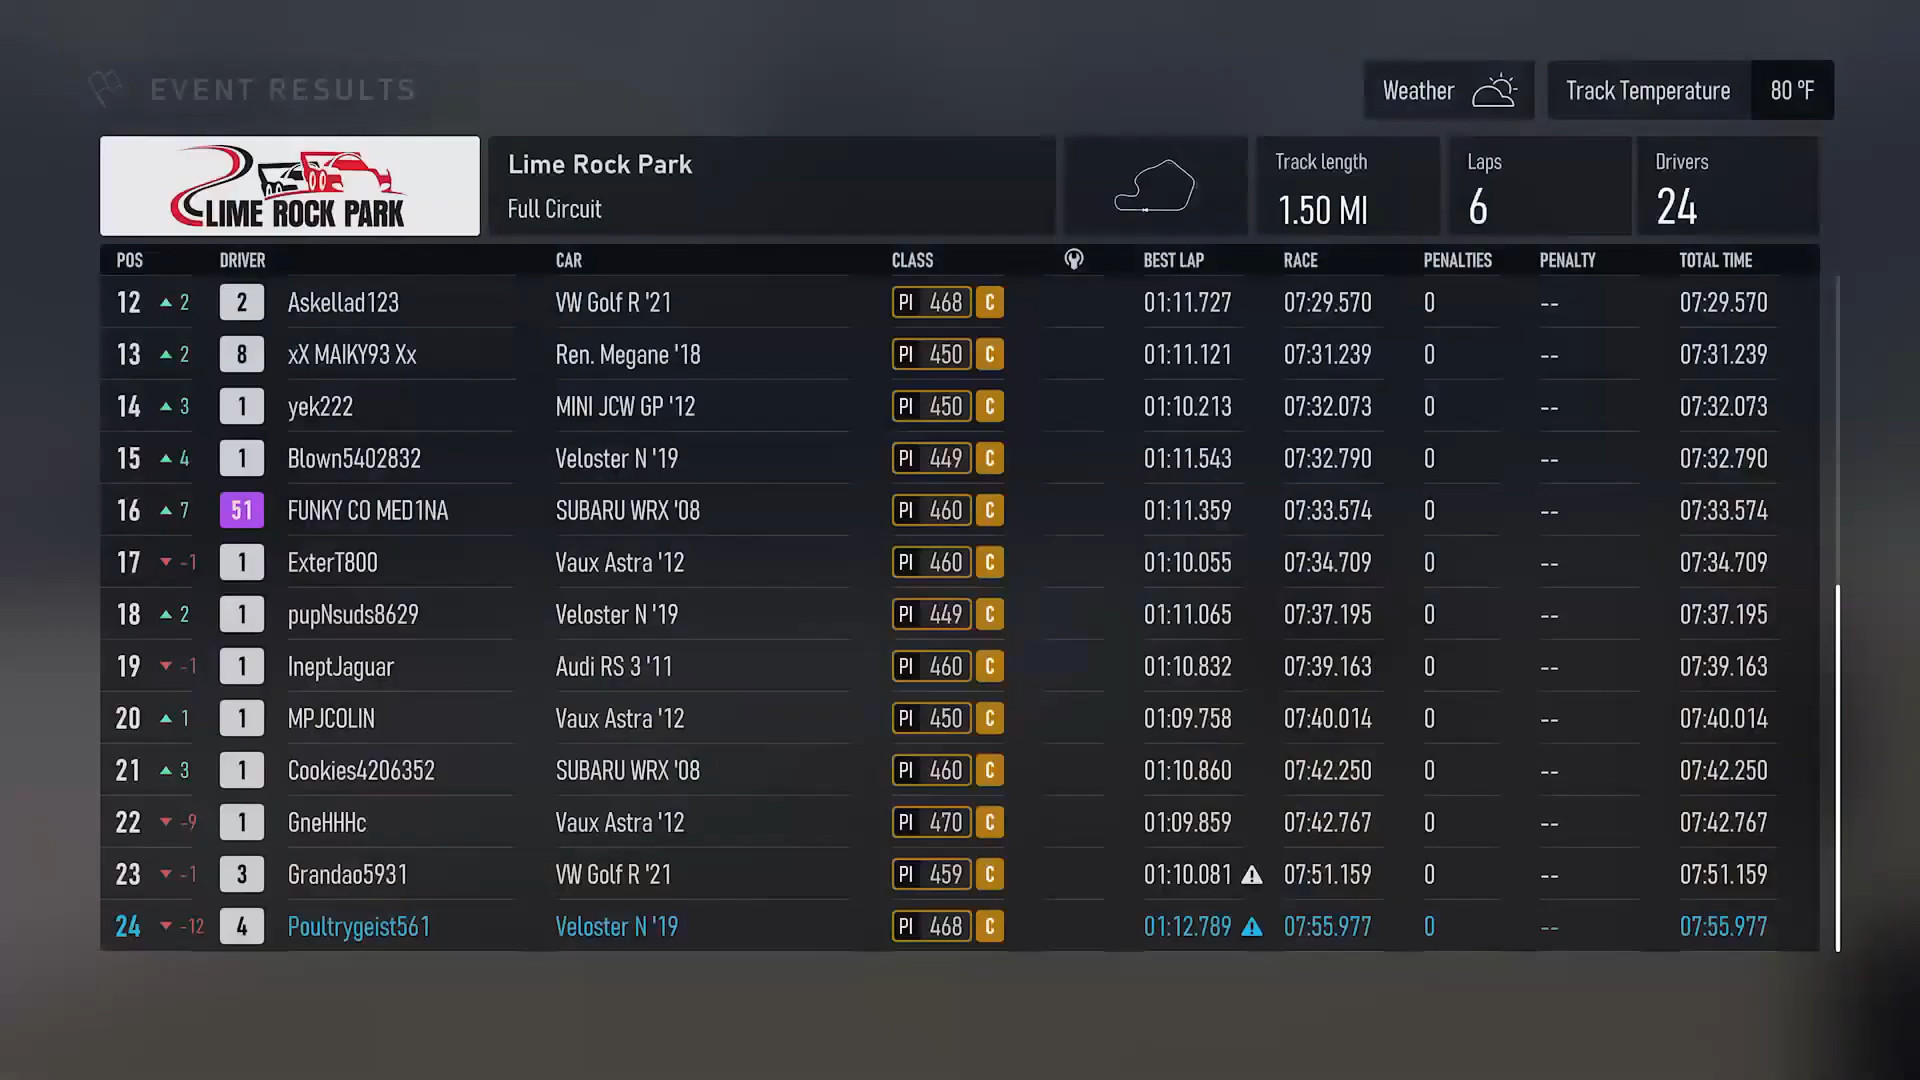 EVENT RESULTS
Weather
Track Temperature 80 °F
LIME ROCK PARK
Lime Rock Park
Full Circuit
Track length
1.50 MI
Laps
6
Drivers
24
POS DRIVER CAR CLASS BEST LAP RACE PENALTIES PENALTY TOTAL TIME
12 ▲ 2 2 Askellad123 VW Golf R '21 PI 468 C 01:11.727 07:29.570 0 -- 07:29.570
13 ▲ 2 8 xX MAIKY93 Xx Ren. Megane '18 PI 450 C 01:11.121 07:31.239 0 -- 07:31.239
14 ▲ 3 1 yek222 MINI JCW GP '12 PI 450 C 01:10.213 07:32.073 0 -- 07:32.073
15 ▲ 4 1 Blown5402832 Veloster N '19 PI 449 C 01:11.543 07:32.790 0 -- 07:32.790
16 ▲ 7 51 FUNKY CO MED1NA SUBARU WRX '08 PI 460 C 01:11.359 07:33.574 0 -- 07:33.574
17 ▼ -1 1 ExterT800 Vaux Astra '12 PI 460 C 01:10.055 07:34.709 0 -- 07:34.709
18 ▲ 2 1 pupNsuds8629 Veloster N '19 PI 449 C 01:11.065 07:37.195 0 -- 07:37.195
19 ▼ -1 1 IneptJaguar Audi RS 3 '11 PI 460 C 01:10.832 07:39.163 0 -- 07:39.163
20 ▲ 1 1 MPJCOLIN Vaux Astra '12 PI 450 C 01:09.758 07:40.014 0 -- 07:40.014
21 ▲ 3 1 Cookies4206352 SUBARU WRX '08 PI 460 C 01:10.860 07:42.250 0 -- 07:42.250
22 ▼ -9 1 GneHHHc Vaux Astra '12 PI 470 C 01:09.859 07:42.767 0 -- 07:42.767
23 ▼ -1 3 Grandao5931 VW Golf R '21 PI 459 C 01:10.081 07:51.159 0 -- 07:51.159
24 ▼ -12 4 Poultrygeist561 Veloster N '19 PI 468 C 01:12.789 07:55.977 0 -- 07:55.977